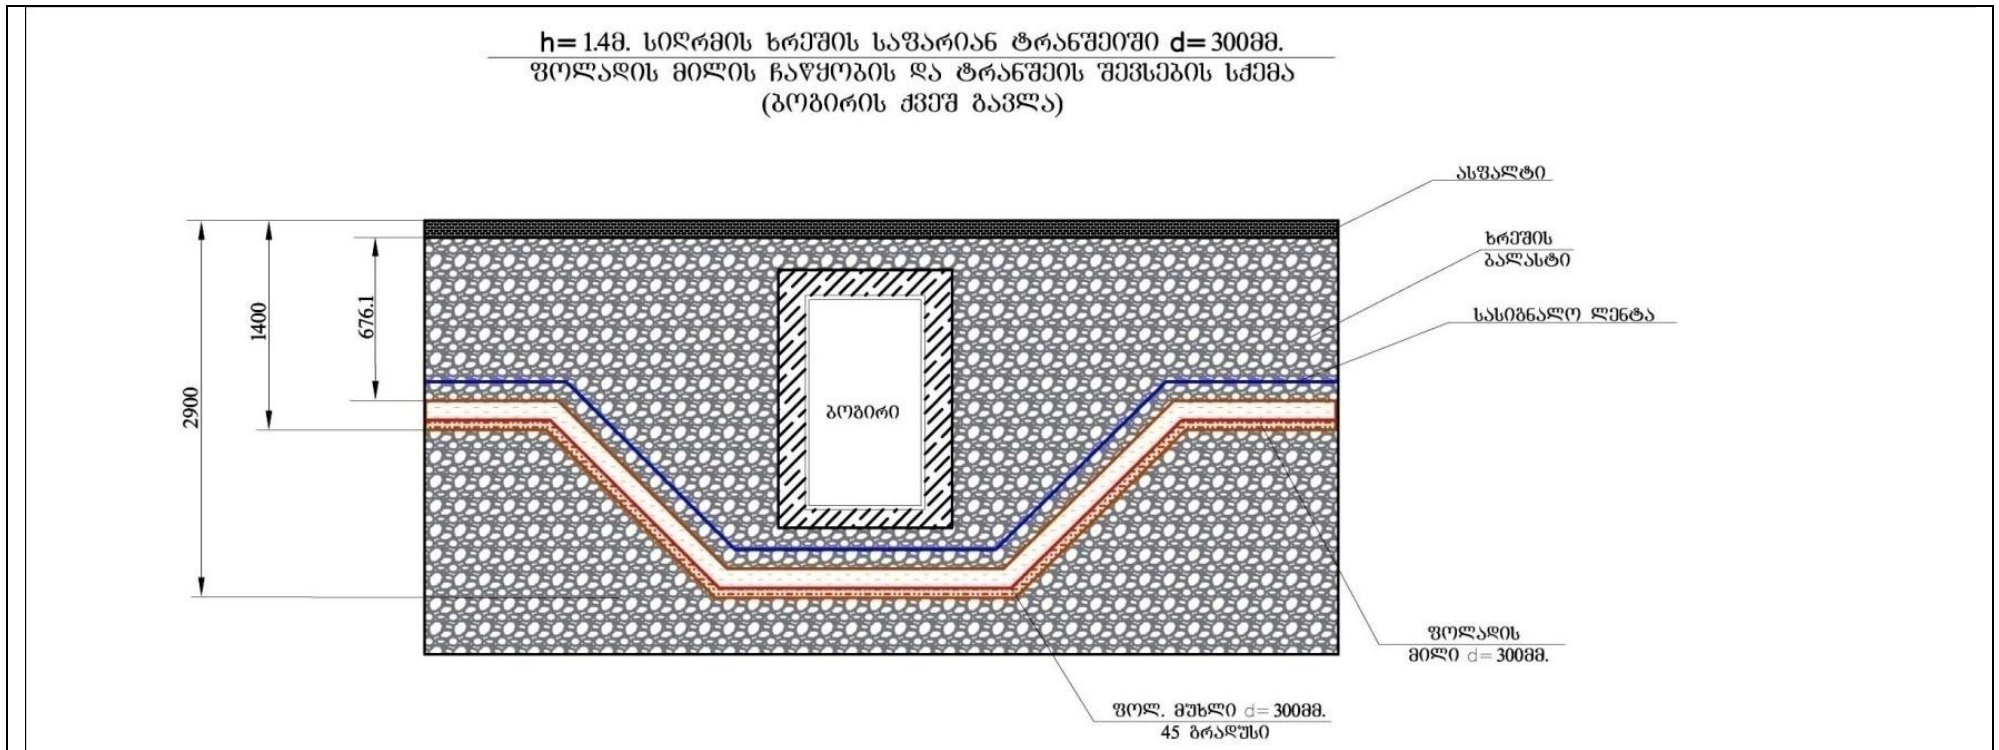 h= 1.4მ. სიღრმის ხრეშის საფარიან ტრანშეიში d= 300მმ.
ფოლადის მილის ჩაწყობის და ტრანშეის შევსების სქემა
(ბოგირის ქვეშ გავლა)
ასფალტი
ხრეშის
ბალასტი
სასიგნალო ლენტა
676.1
1400
2900
ბოგირი
ფოლადის
მილი d= 300მმ.
ფოლ. მუხლი d= 300მმ.
45 გრადუსი